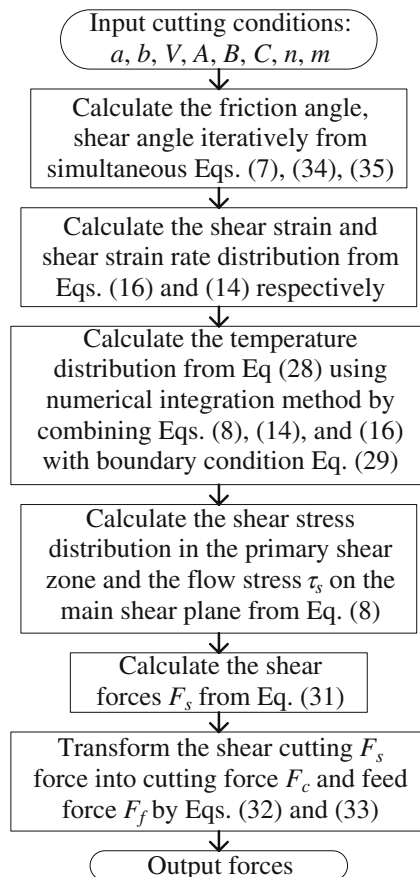 Input cutting conditions:
a, b, V, A, B, C, n, m
Calculate the friction angle,
shear angle iteratively from
simultaneous Eqs. (7), (34), (35)
Calculate the shear strain and
shear strain rate distribution from
Eqs. (16) and (14) respectively
Calculate the temperature
distribution from Eq (28) using
numerical integration method by
combining Eqs. (8), (14), and (16)
with boundary condition Eq. (29)
Calculate the shear stress
distribution in the primary shear
zone and the flow stress τs on the
main shear plane from Eq. (8)
Calculate the shear
forces Fs from Eq. (31)
Transform the shear cutting Fs
force into cutting force Fc and feed
force Ff by Eqs. (32) and (33)
Output forces